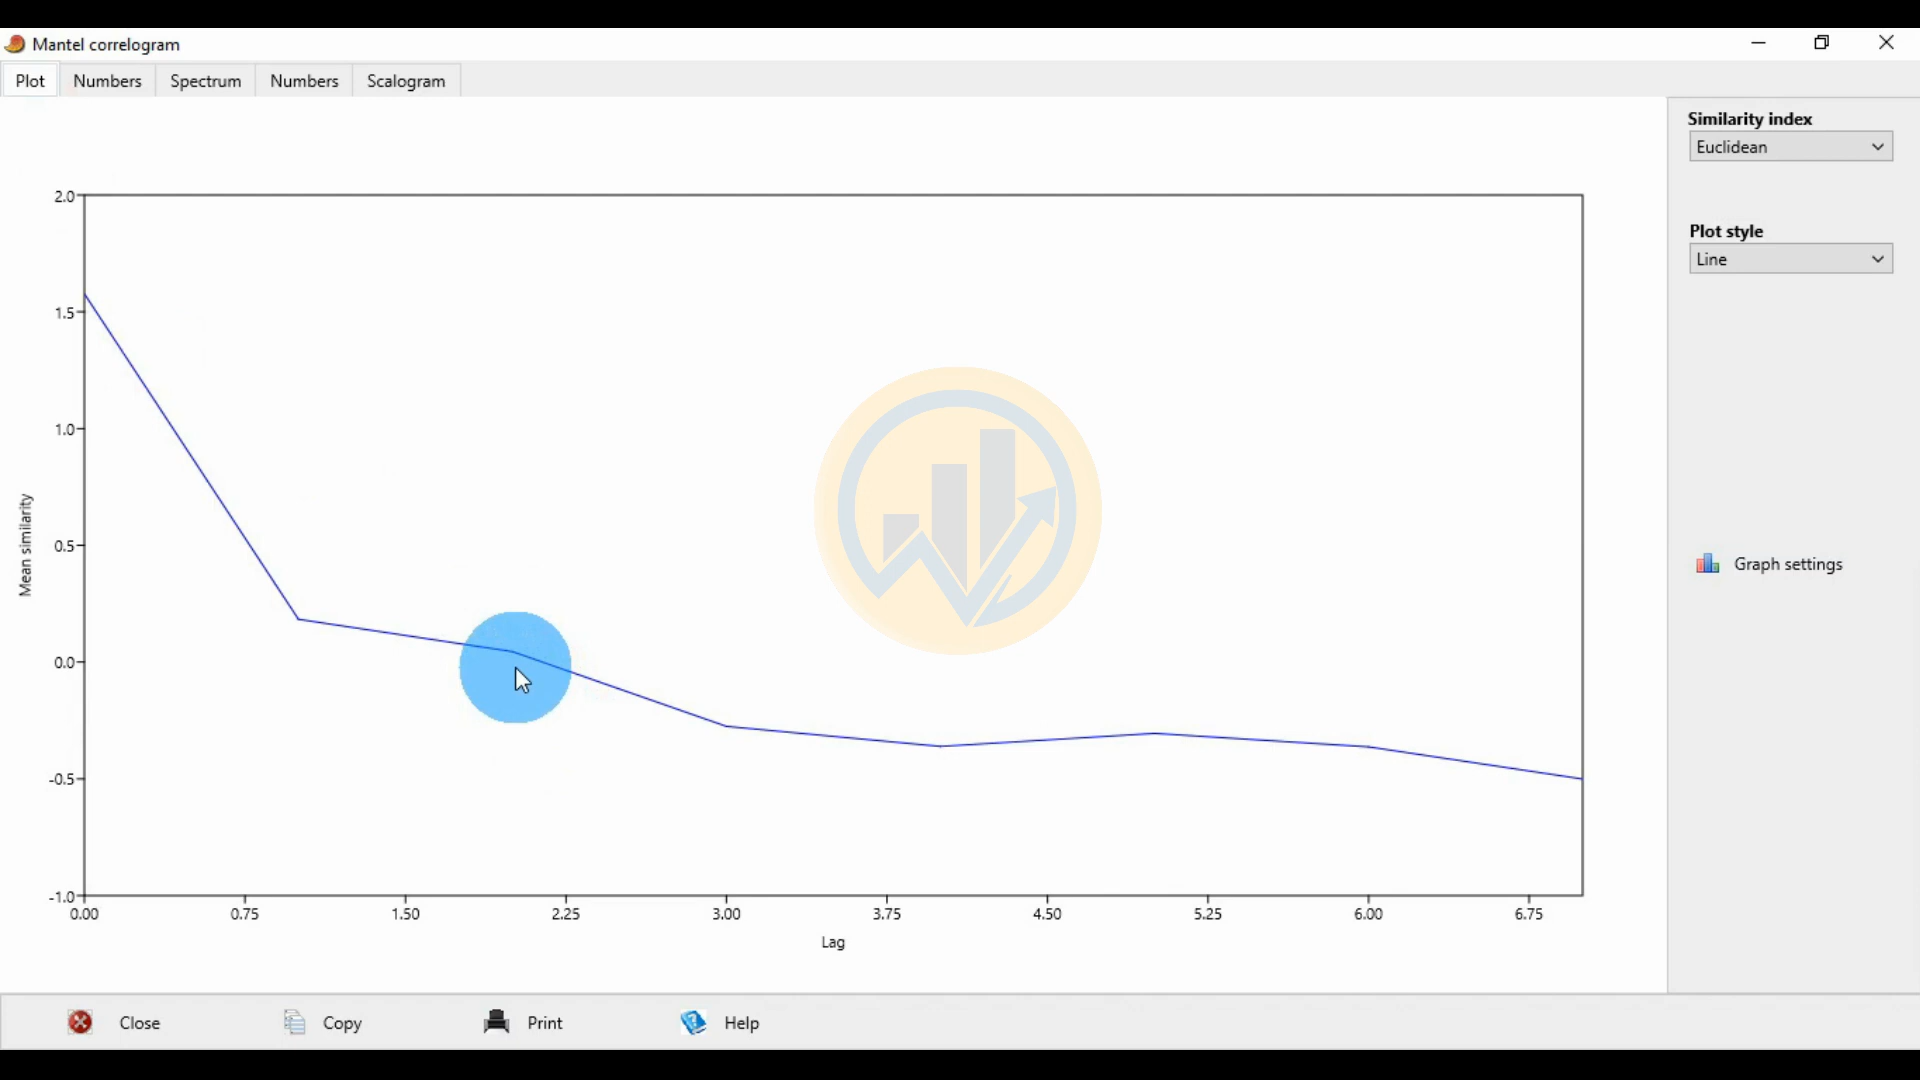 Mantel correlogram
Plot Numbers Spectrum Numbers Scalogram
Similarity index
Euclidean
Plot style
Line
Graph settings
2.0
1.5
1.0
0.5
0.0
-0.5
-1.0
Mean similarity
0.00 0.75 1.50 2.25 3.00 3.75 4.50 5.25 6.00 6.75
Lag
Close Copy Print Help